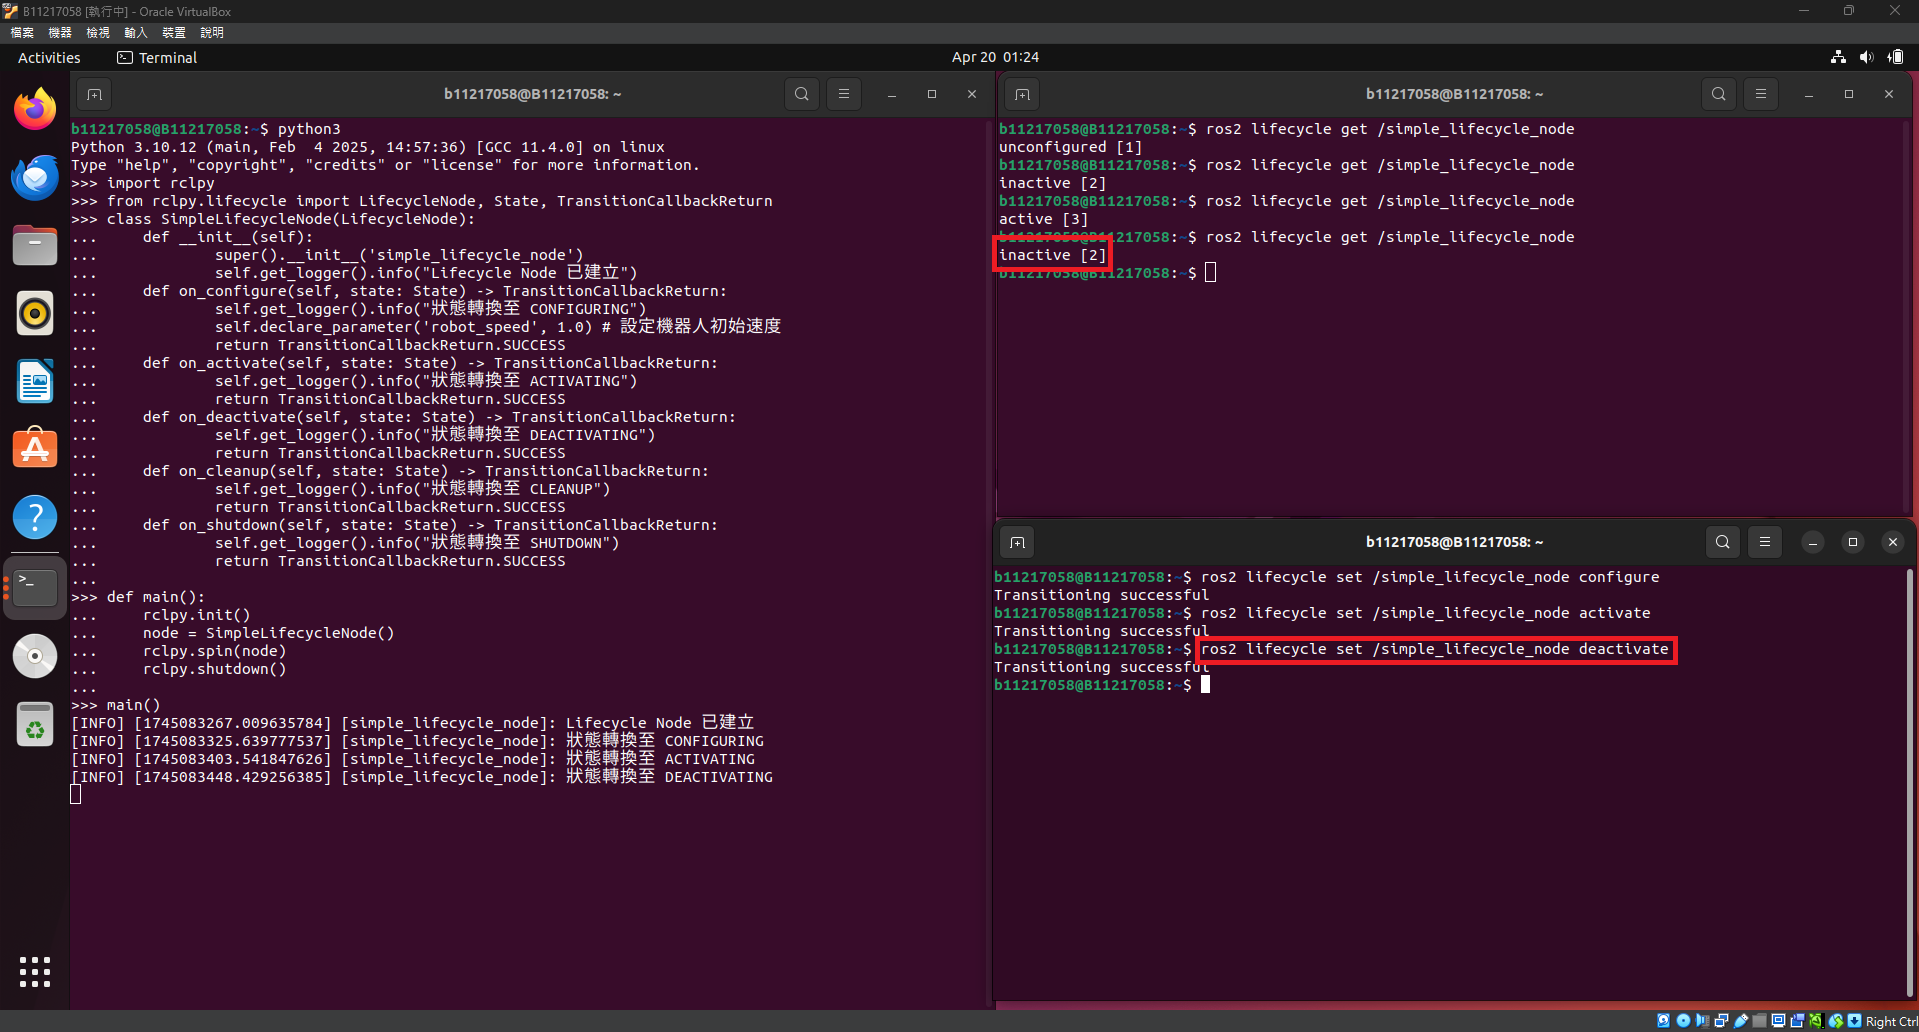 B11217058 [執行中] - Oracle VirtualBox
檔案 機器 檢視 輸入 裝置 說明
Activities Terminal Apr 20 01:24
b11217058@B11217058: ~
b11217058@B11217058:~$ python3
Python 3.10.12 (main, Feb  4 2025, 14:57:36) [GCC 11.4.0] on linux
Type "help", "copyright", "credits" or "license" for more information.
>>> import rclpy
>>> from rclpy.lifecycle import LifecycleNode, State, TransitionCallbackReturn
>>> class SimpleLifecycleNode(LifecycleNode):
...     def __init__(self):
...             super().__init__('simple_lifecycle_node')
...             self.get_logger().info("Lifecycle Node 已建立")
...     def on_configure(self, state: State) -> TransitionCallbackReturn:
...             self.get_logger().info("狀態轉換至 CONFIGURING")
...             self.declare_parameter('robot_speed', 1.0) # 設定機器人初始速度
...             return TransitionCallbackReturn.SUCCESS
...     def on_activate(self, state: State) -> TransitionCallbackReturn:
...             self.get_logger().info("狀態轉換至 ACTIVATING")
...             return TransitionCallbackReturn.SUCCESS
...     def on_deactivate(self, state: State) -> TransitionCallbackReturn:
...             self.get_logger().info("狀態轉換至 DEACTIVATING")
...             return TransitionCallbackReturn.SUCCESS
...     def on_cleanup(self, state: State) -> TransitionCallbackReturn:
...             self.get_logger().info("狀態轉換至 CLEANUP")
...             return TransitionCallbackReturn.SUCCESS
...     def on_shutdown(self, state: State) -> TransitionCallbackReturn:
...             self.get_logger().info("狀態轉換至 SHUTDOWN")
...             return TransitionCallbackReturn.SUCCESS
...
>>> def main():
...     rclpy.init()
...     node = SimpleLifecycleNode()
...     rclpy.spin(node)
...     rclpy.shutdown()
...
>>> main()
[INFO] [1745083267.009635784] [simple_lifecycle_node]: Lifecycle Node 已建立
[INFO] [1745083325.639777537] [simple_lifecycle_node]: 狀態轉換至 CONFIGURING
[INFO] [1745083403.541847626] [simple_lifecycle_node]: 狀態轉換至 ACTIVATING
[INFO] [1745083448.429256385] [simple_lifecycle_node]: 狀態轉換至 DEACTIVATING
b11217058@B11217058: ~
b11217058@B11217058:~$ ros2 lifecycle get /simple_lifecycle_node
unconfigured [1]
b11217058@B11217058:~$ ros2 lifecycle get /simple_lifecycle_node
inactive [2]
b11217058@B11217058:~$ ros2 lifecycle get /simple_lifecycle_node
active [3]
b11217058@B11217058:~$ ros2 lifecycle get /simple_lifecycle_node
inactive [2]
b11217058@B11217058:~$
b11217058@B11217058: ~
b11217058@B11217058:~$ ros2 lifecycle set /simple_lifecycle_node configure
Transitioning successful
b11217058@B11217058:~$ ros2 lifecycle set /simple_lifecycle_node activate
Transitioning successful
b11217058@B11217058:~$ ros2 lifecycle set /simple_lifecycle_node deactivate
Transitioning successful
b11217058@B11217058:~$
Right Ctrl